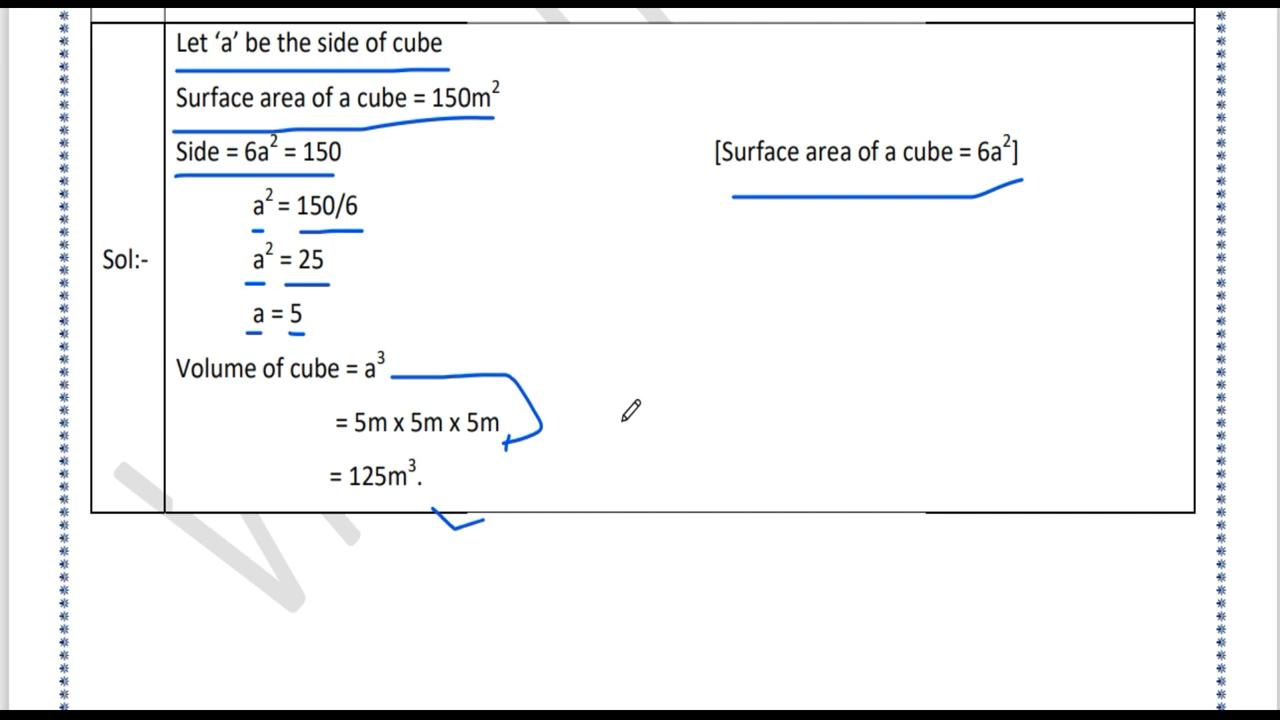 Let ‘a’ be the side of cube
Surface area of a cube = 150m²
Side = 6a² = 150
[Surface area of a cube = 6a²]
a² = 150/6
Sol:-
a² = 25
a = 5
Volume of cube = a³
= 5m x 5m x 5m
= 125m³.